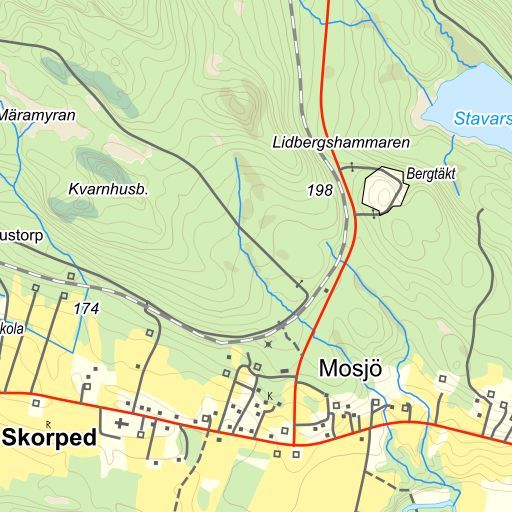 Stavars
Märamyran
Lidbergshammaren
Bergtäkt
Kvarnhusb.
198
ustorp
174
kola
Mosjö
K
R
Skorped